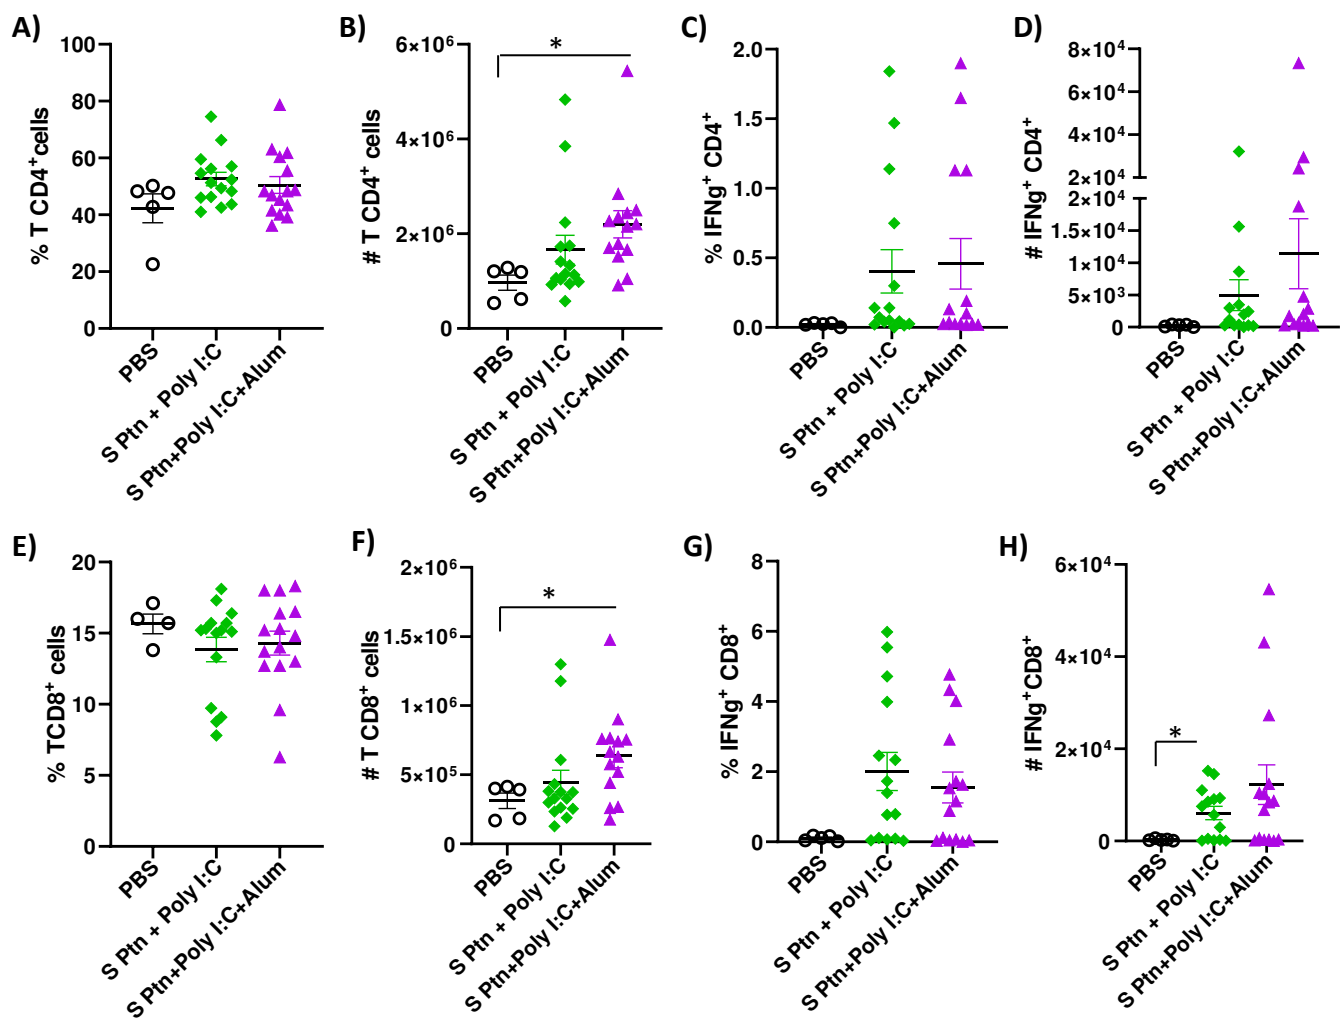 A)
% T CD4⁺cells
100
80
60
40
20
0
PBS
S Ptn + Poly I:C
S Ptn+Poly I:C+Alum
B)
# T CD4⁺ cells
6×10⁶
4×10⁶
2×10⁶
0
*
PBS
S Ptn + Poly I:C
S Ptn+Poly I:C+Alum
C)
% IFNg⁺ CD4⁺
2.0
1.5
1.0
0.5
0.0
PBS
S Ptn + Poly I:C
S Ptn+Poly I:C+Alum
D)
# IFNg⁺ CD4⁺
8×10⁴
6×10⁴
4×10⁴
2×10⁴
2×10⁴
1.5×10⁴
1×10⁴
5×10³
0
PBS
S Ptn + Poly I:C
S Ptn+Poly I:C+Alum
E)
% TCD8⁺ cells
20
15
10
5
0
PBS
S Ptn + Poly I:C
S Ptn+Poly I:C+Alum
F)
# T CD8⁺ cells
2×10⁶
1.5×10⁶
1×10⁶
5×10⁵
0
*
PBS
S Ptn + Poly I:C
S Ptn+Poly I:C+Alum
G)
% IFNg⁺ CD8⁺
8
6
4
2
0
PBS
S Ptn + Poly I:C
S Ptn+Poly I:C+Alum
H)
# IFNg⁺CD8⁺
6×10⁴
4×10⁴
2×10⁴
0
*
PBS
S Ptn + Poly I:C
S Ptn+Poly I:C+Alum